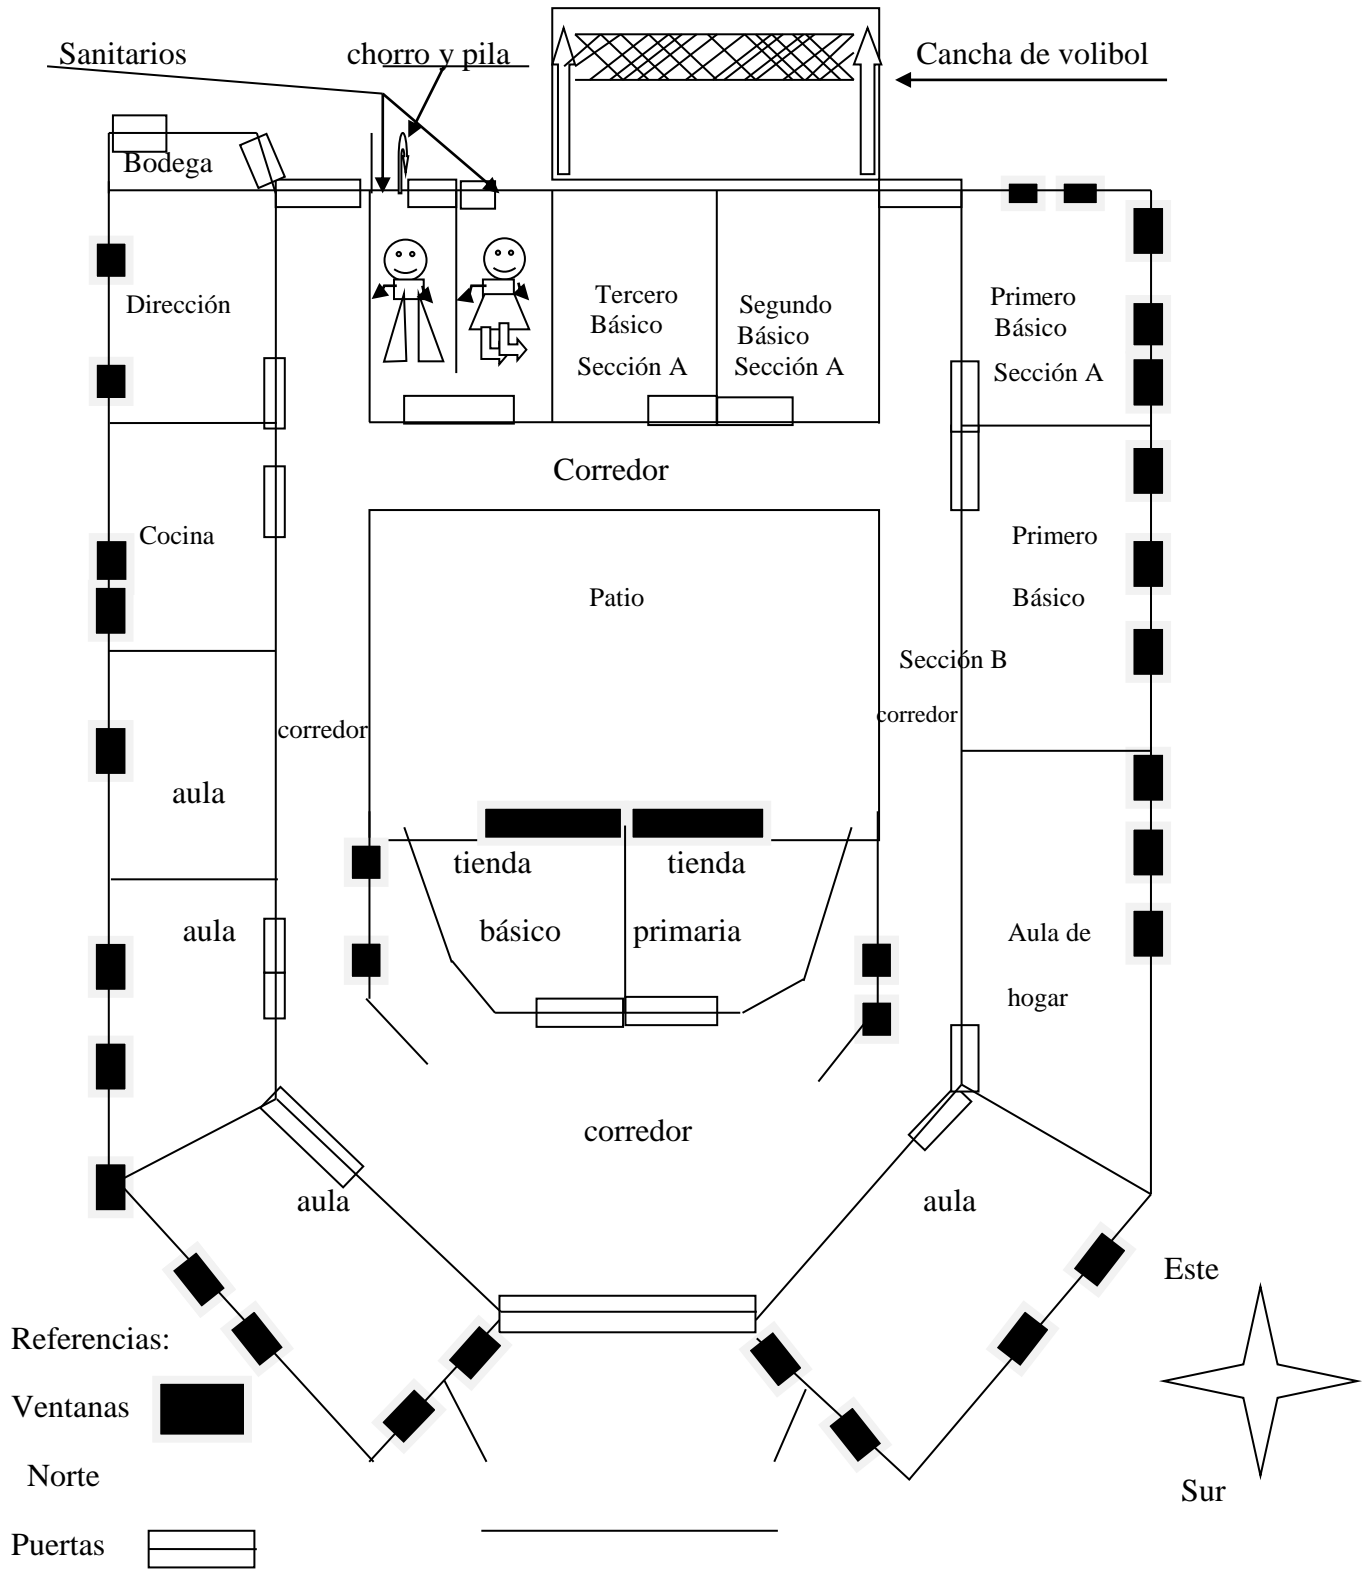 Sanitarios
chorro y pila
Cancha de volibol
Bodega
Dirección
Tercero
Básico
Sección A
Segundo
Básico
Sección A
Primero
Básico
Sección A
Corredor
Cocina
Primero
Básico
Sección B
Patio
corredor
corredor
aula
tienda
básico
tienda
primaria
aula
Aula de
hogar
corredor
aula
aula
Este
Referencias:
Ventanas
Norte
Sur
Puertas